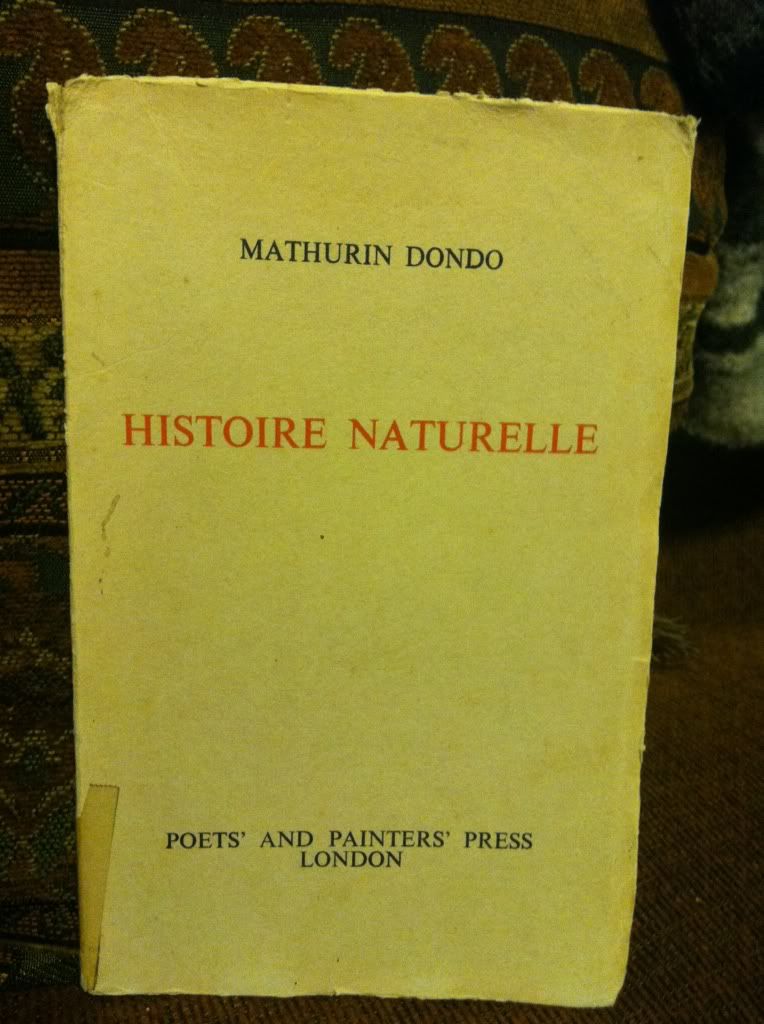 MATHURIN DONDO
HISTOIRE NATURELLE
POETS' AND PAINTERS' PRESS
LONDON